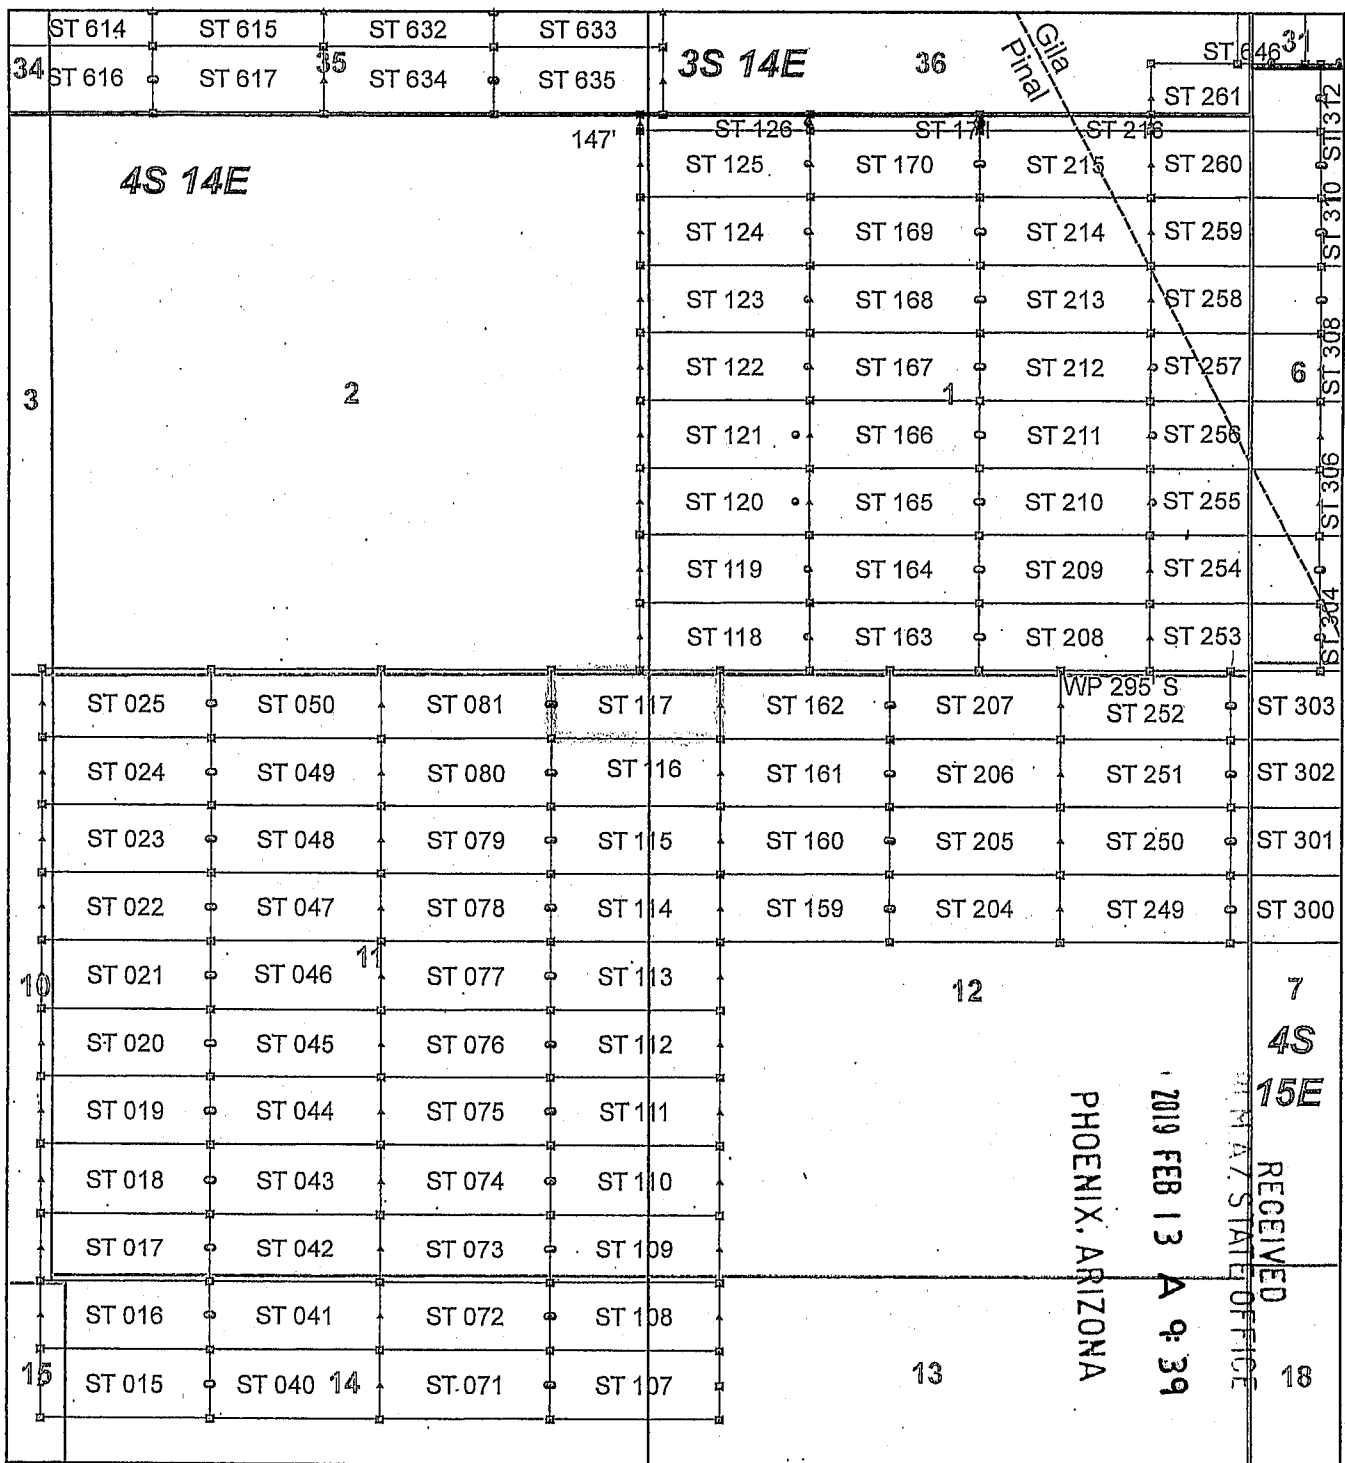 ST 614 ST 615 ST 632 ST 633
ST 646 31
34 ST 616 ST 617 35 ST 634 ST 635 3S 14E 36 Gila
Pinal
ST 261
147' ST 126 ST 171 ST 216
4S 14E
ST 125 ST 170 ST 215 ST 260
ST 312
ST 124 ST 169 ST 214 ST 259
ST 310
ST 123 ST 168 ST 213 ST 258
ST 308
ST 122 ST 167 ST 212 ST 257
3 2 1 6
ST 121 ST 166 ST 211 ST 256
ST 306
ST 120 ST 165 ST 210 ST 255
ST 119 ST 164 ST 209 ST 254
ST 304
ST 118 ST 163 ST 208 ST 253
WP 295' S
ST 025 ST 050 ST 081 ST 117 ST 162 ST 207 ST 252 ST 303
ST 024 ST 049 ST 080 ST 116 ST 161 ST 206 ST 251 ST 302
ST 023 ST 048 ST 079 ST 115 ST 160 ST 205 ST 250 ST 301
ST 022 ST 047 ST 078 ST 114 ST 159 ST 204 ST 249 ST 300
11
10 ST 021 ST 046 ST 077 ST 113 12 7
ST 020 ST 045 ST 076 ST 112 4S
15E
ST 019 ST 044 ST 075 ST 111
ST 018 ST 043 ST 074 ST 110
ST 017 ST 042 ST 073 ST 109
ST 016 ST 041 ST 072 ST 108
15 ST 015 ST 040 14 ST 071 ST 107 13 18
RECEIVED
AZ. STATE OFFICE
2019 FEB 13 A 9:39
PHOENIX, ARIZONA